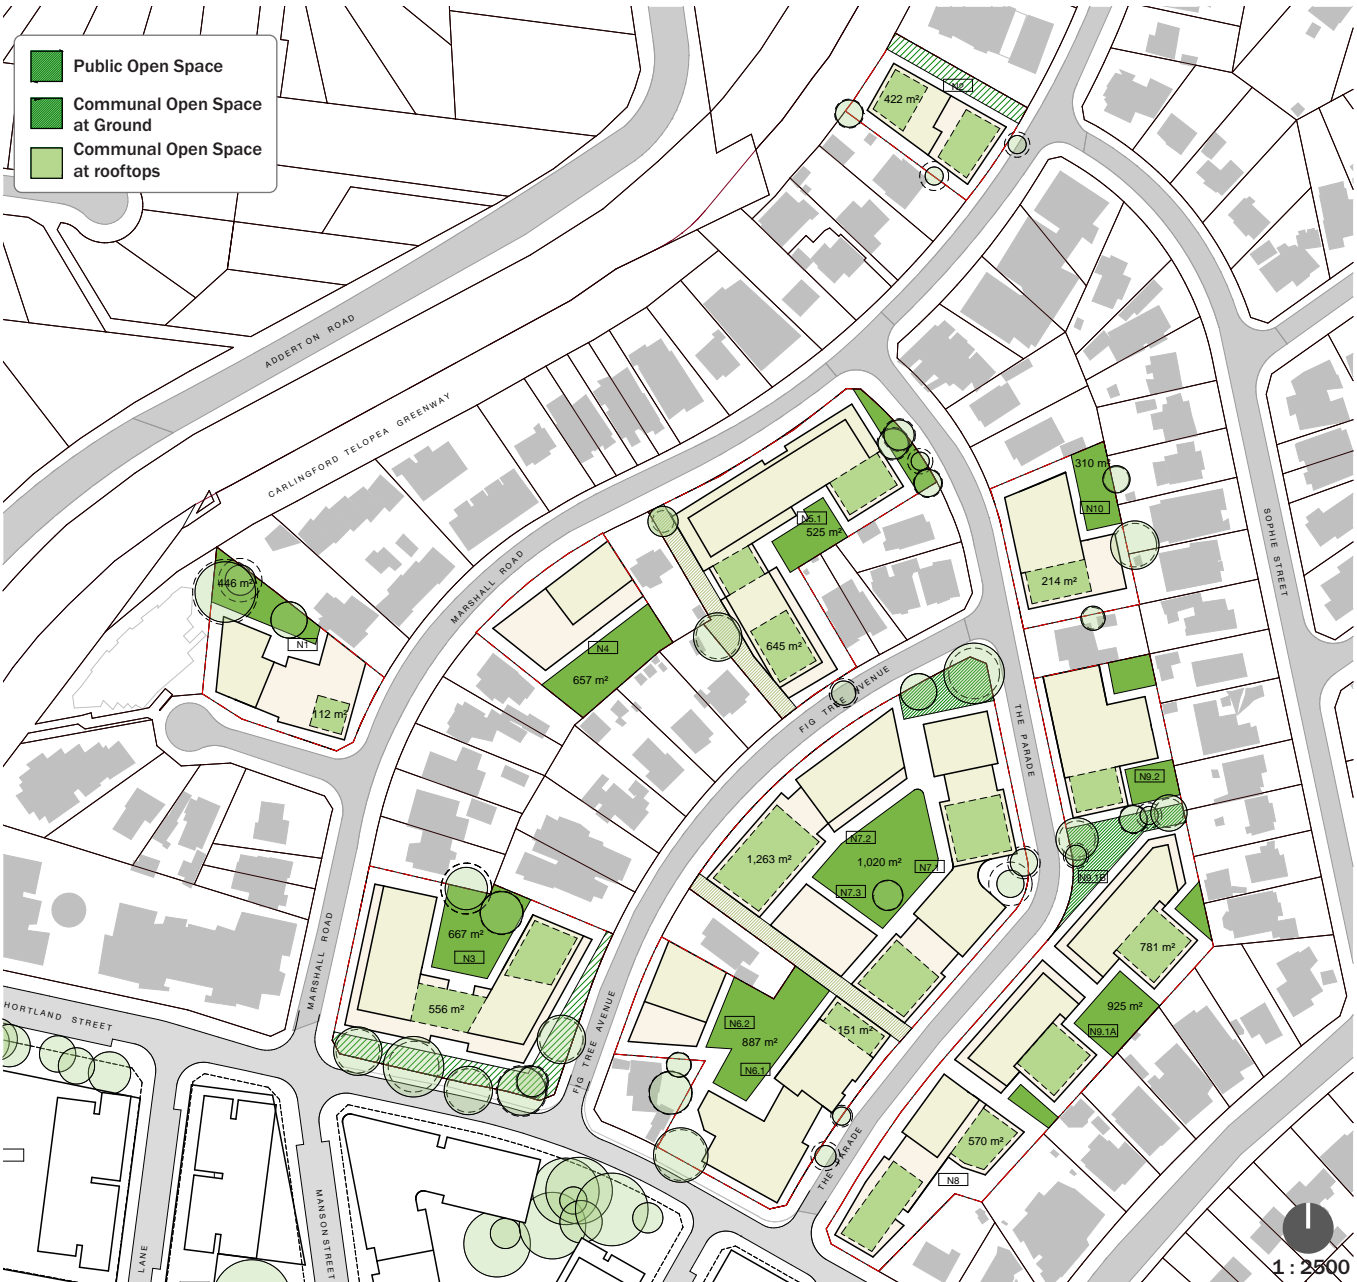 Public Open Space
Communal Open Space
at Ground
Communal Open Space
at rooftops
N2
422 m²
ADDERTON ROAD
CARLINGFORD TELOPEA GREENWAY
310 m²
N10
N5.1
525 m²
SOPHIE STREET
MARSHALL ROAD
446 m²
214 m²
N1
N4
645 m²
657 m²
FIG TREE AVENUE
112 m²
THE PARADE
N9.2
N7.2
1,263 m²
1,020 m²
N7.1
N9.1B
N7.3
667 m²
N3
MARSHALL ROAD
781 m²
556 m²
925 m²
HORTLAND STREET
FIG TREE AVENUE
N6.2
151 m²
N9.1A
887 m²
N6.1
570 m²
THE PARADE
N8
LANE
MANSON STREET
1 : 2500